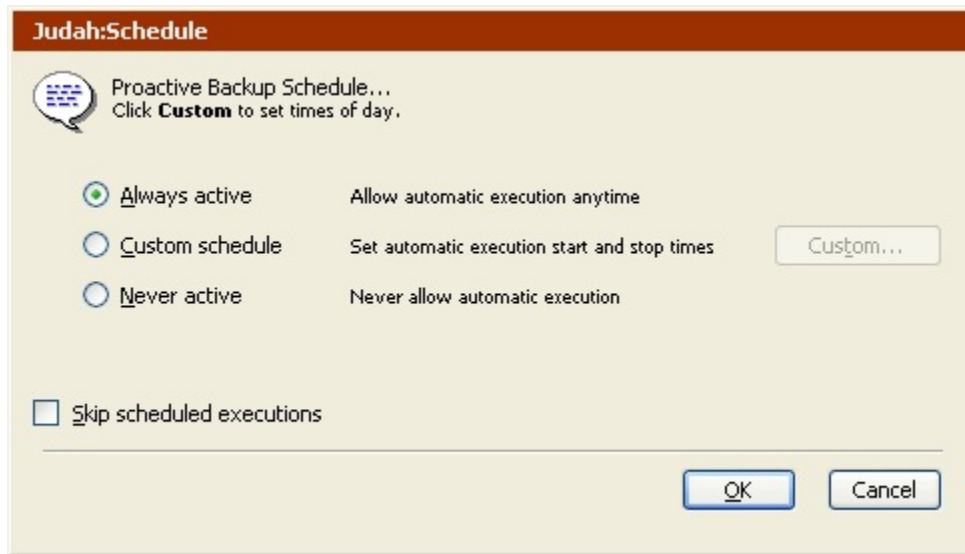 Judah:Schedule
Proactive Backup Schedule...
Click Custom to set times of day.
Always active Allow automatic execution anytime
Custom schedule Set automatic execution start and stop times Custom...
Never active Never allow automatic execution
Skip scheduled executions
OK Cancel